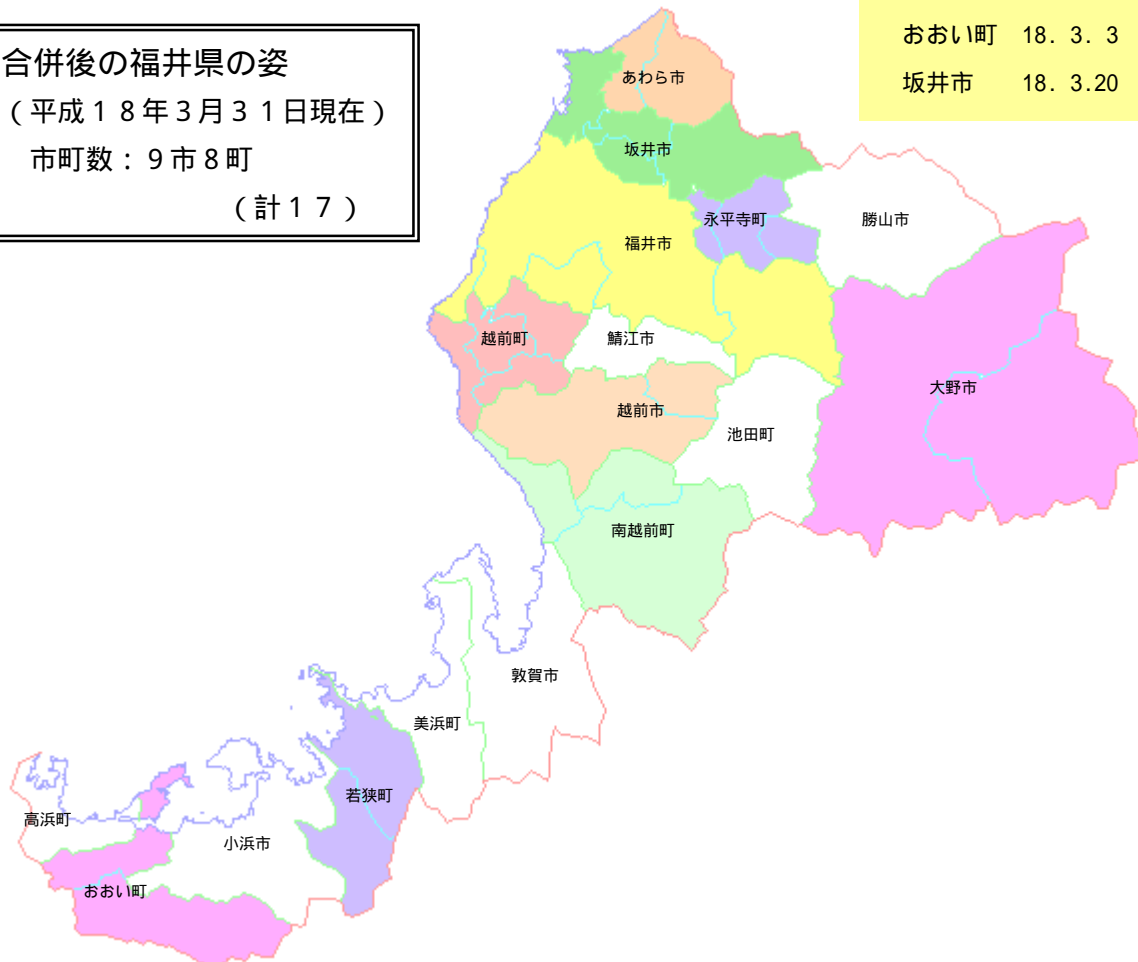 合併後の福井県の姿
(平成18年3月31日現在)
市町数:9市8町
(計17)
おおい町 18. 3. 3
坂井市 18. 3.20
あわら市
坂井市
永平寺町
勝山市
福井市
越前町
鯖江市
大野市
越前市
池田町
南越前町
敦賀市
美浜町
若狭町
高浜町
小浜市
おおい町